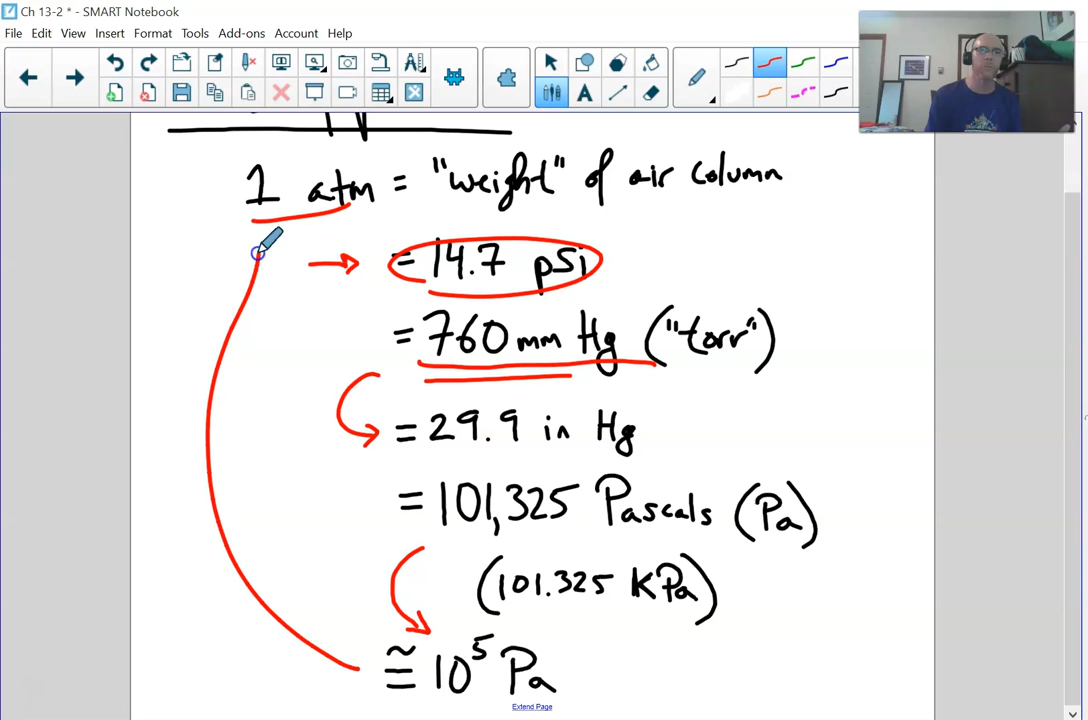 Ch 13-2 * - SMART Notebook
File Edit View Insert Format Tools Add-ons Account Help
1 atm = "weight" of air column
= 14.7 psi
= 760 mm Hg ("torr")
= 29.9 in Hg
= 101,325 Pascals (Pa)
(101.325 KPa)
≅ 10⁵ Pa
Extend Page